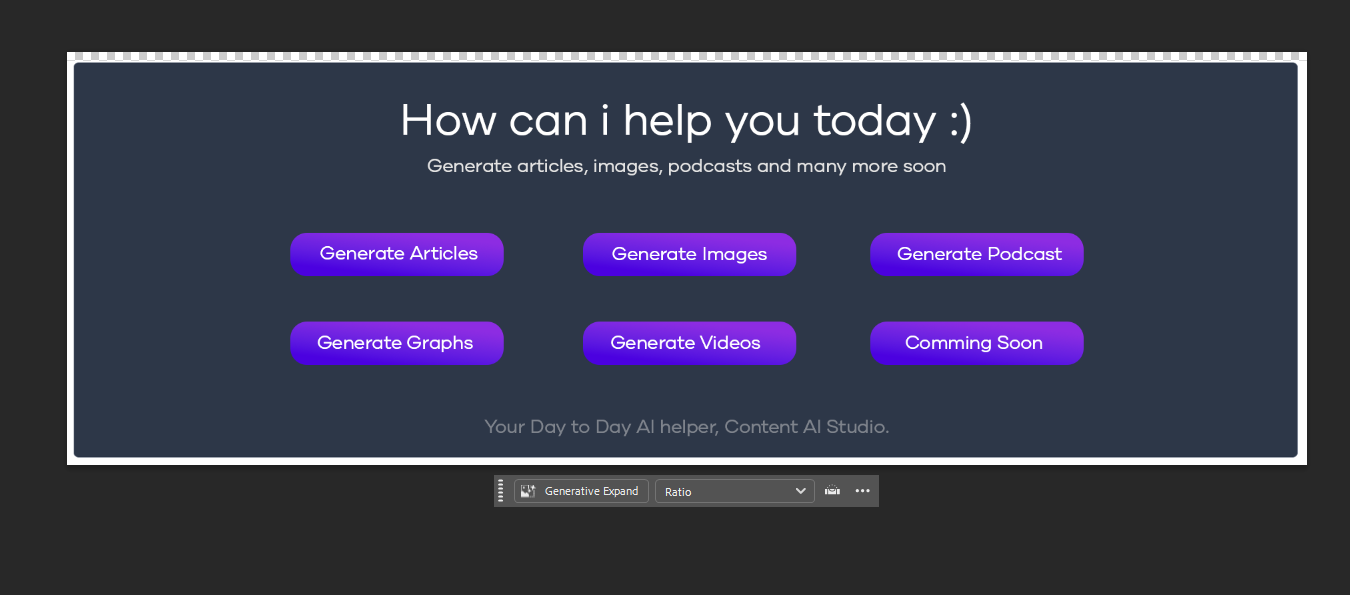 How can i help you today :)
Generate articles, images, podcasts and many more soon
Generate Articles
Generate Images
Generate Podcast
Generate Graphs
Generate Videos
Comming Soon
Your Day to Day AI helper, Content AI Studio.
Generative Expand
Ratio